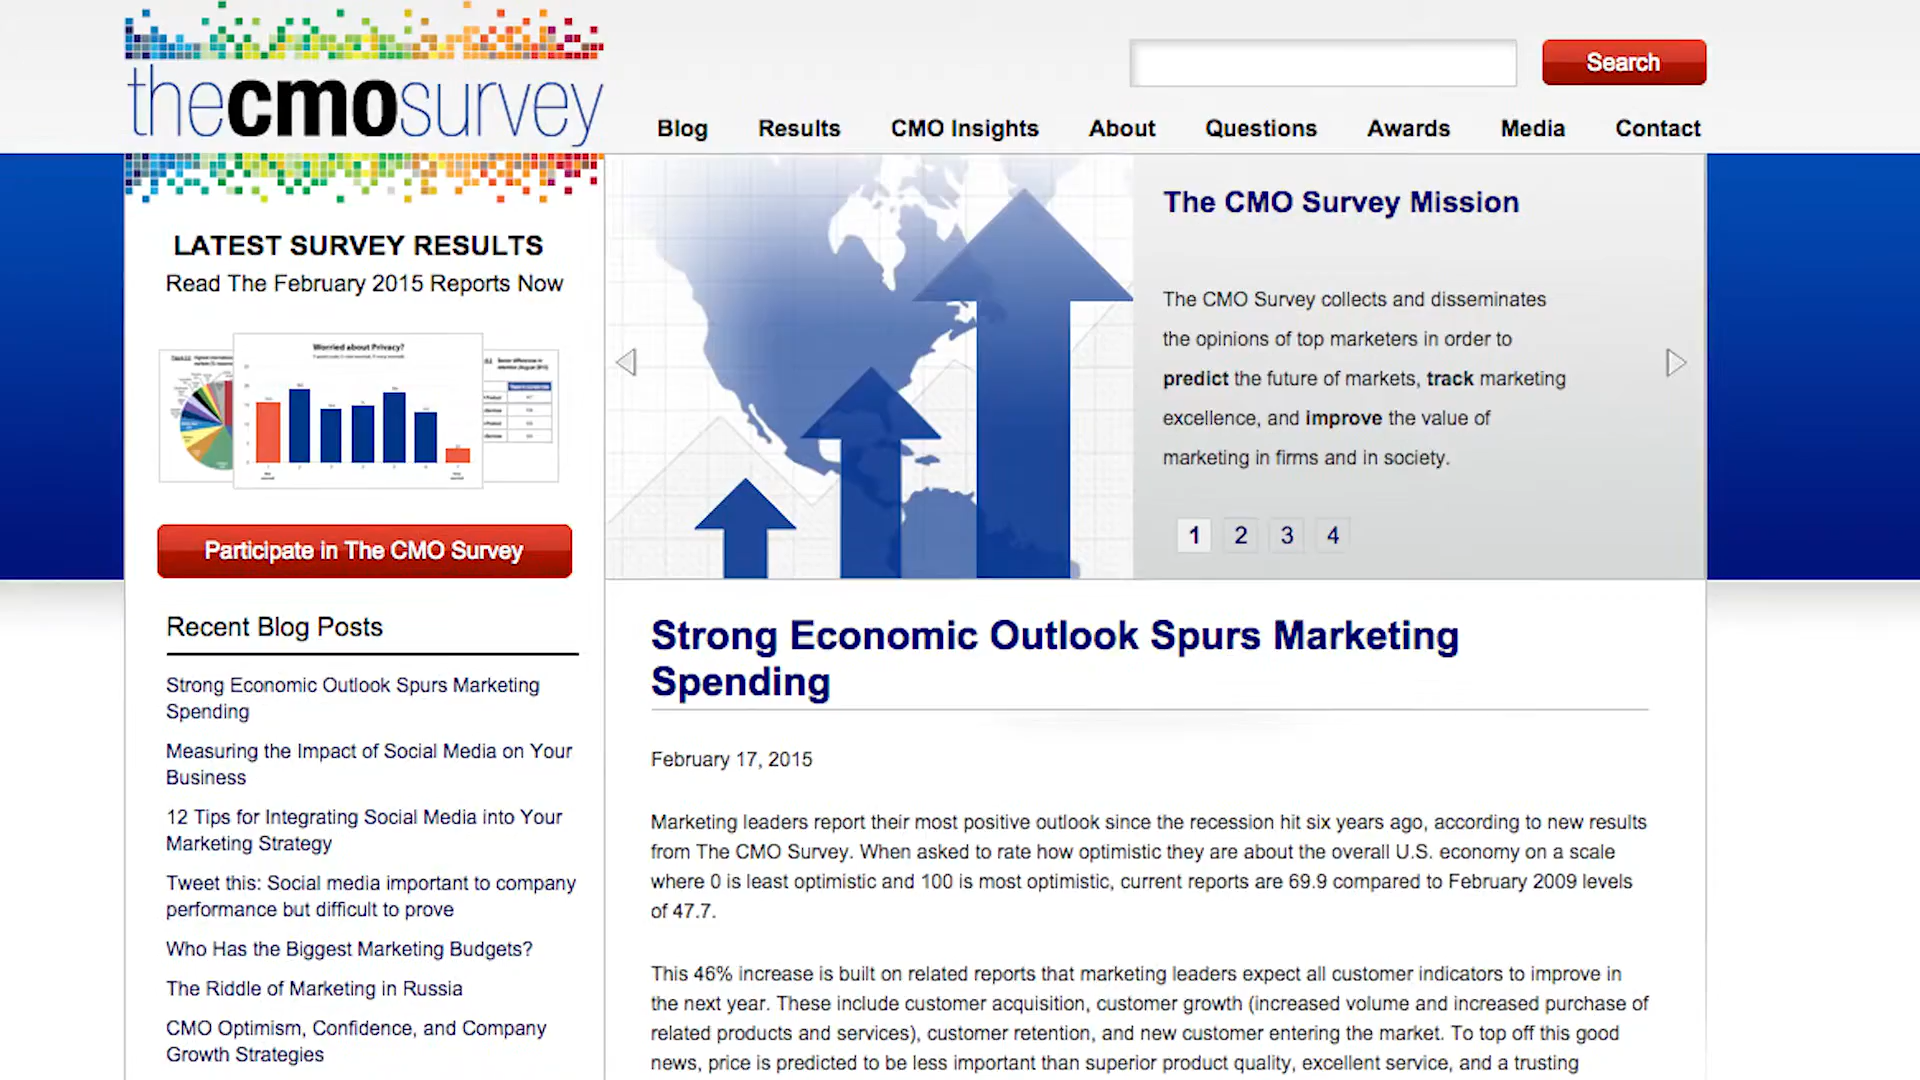 thecmosurvey
Search
Blog
Results
CMO Insights
About
Questions
Awards
Media
Contact
LATEST SURVEY RESULTS
Read The February 2015 Reports Now
Worried about Privacy?
Participate in The CMO Survey
Recent Blog Posts
Strong Economic Outlook Spurs Marketing
Spending
Measuring the Impact of Social Media on Your
Business
12 Tips for Integrating Social Media into Your
Marketing Strategy
Tweet this: Social media important to company
performance but difficult to prove
Who Has the Biggest Marketing Budgets?
The Riddle of Marketing in Russia
CMO Optimism, Confidence, and Company
Growth Strategies
The CMO Survey Mission
The CMO Survey collects and disseminates
the opinions of top marketers in order to
predict the future of markets, track marketing
excellence, and improve the value of
marketing in firms and in society.
1 2 3 4
Strong Economic Outlook Spurs Marketing
Spending
February 17, 2015
Marketing leaders report their most positive outlook since the recession hit six years ago, according to new results
from The CMO Survey. When asked to rate how optimistic they are about the overall U.S. economy on a scale
where 0 is least optimistic and 100 is most optimistic, current reports are 69.9 compared to February 2009 levels
of 47.7.
This 46% increase is built on related reports that marketing leaders expect all customer indicators to improve in
the next year. These include customer acquisition, customer growth (increased volume and increased purchase of
related products and services), customer retention, and new customer entering the market. To top off this good
news, price is predicted to be less important than superior product quality, excellent service, and a trusting